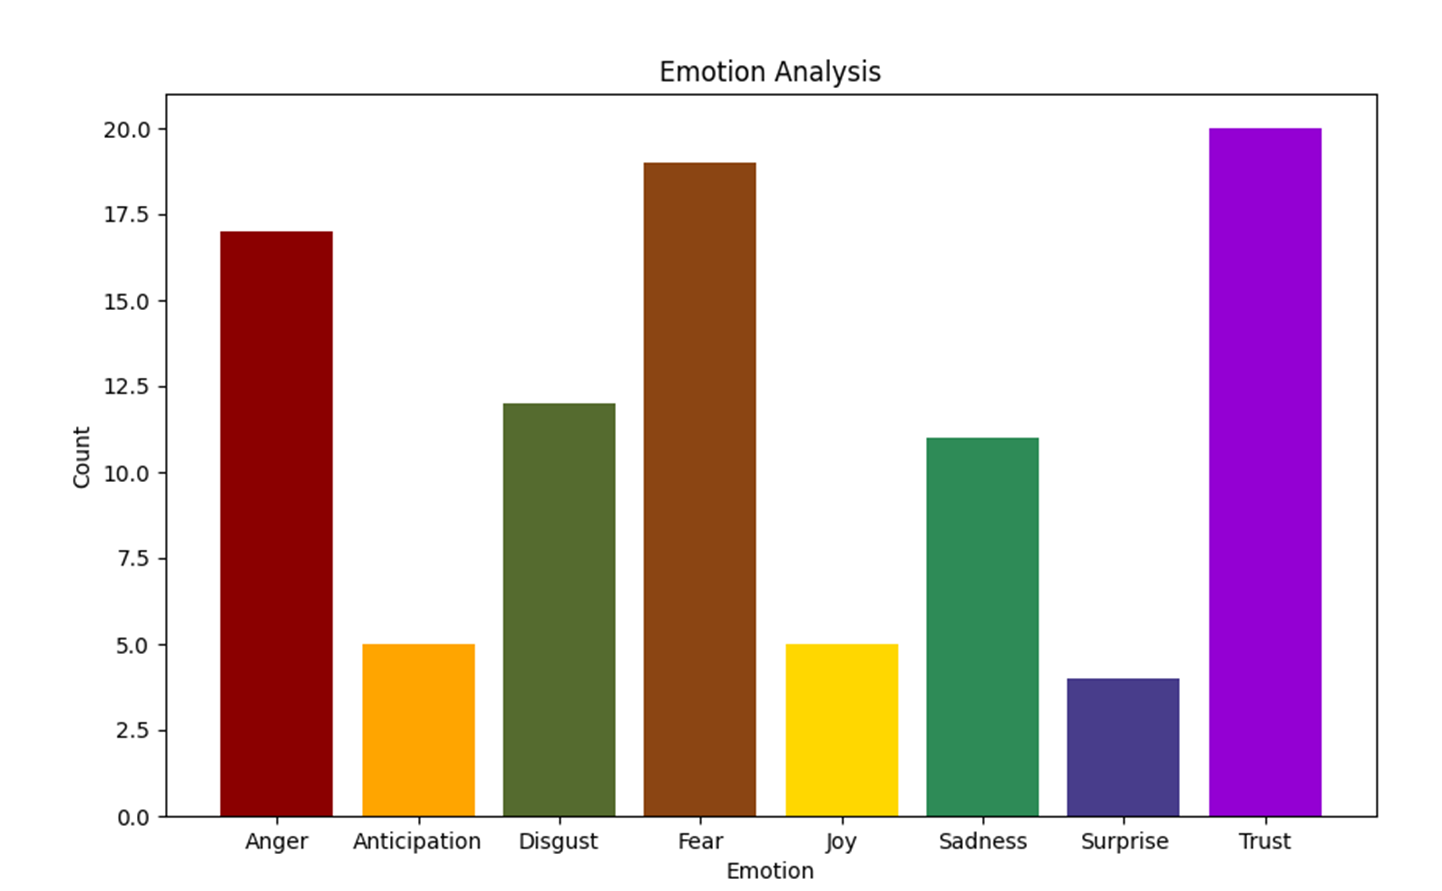 Emotion Analysis
20.0
17.5
15.0
12.5
10.0
7.5
5.0
2.5
0.0
Count
Anger Anticipation Disgust Fear Joy Sadness Surprise Trust
Emotion